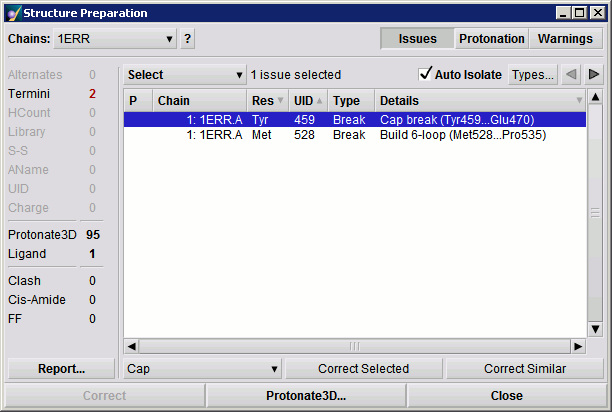 Structure Preparation
Chains: 1ERR ? Issues Protonation Warnings
Alternates 0
Termini 2
HCount 0
Library 0
S-S 0
AName 0
UID 0
Charge 0
Protonate3D 95
Ligand 1
Clash 0
Cis-Amide 0
FF 0
Report...
Select 1 issue selected Auto Isolate Types...
P Chain Res UID Type Details
1: 1ERR.A Tyr 459 Break Cap break (Tyr459...Glu470)
1: 1ERR.A Met 528 Break Build 6-loop (Met528...Pro535)
Cap Correct Selected Correct Similar
Correct Protonate3D... Close